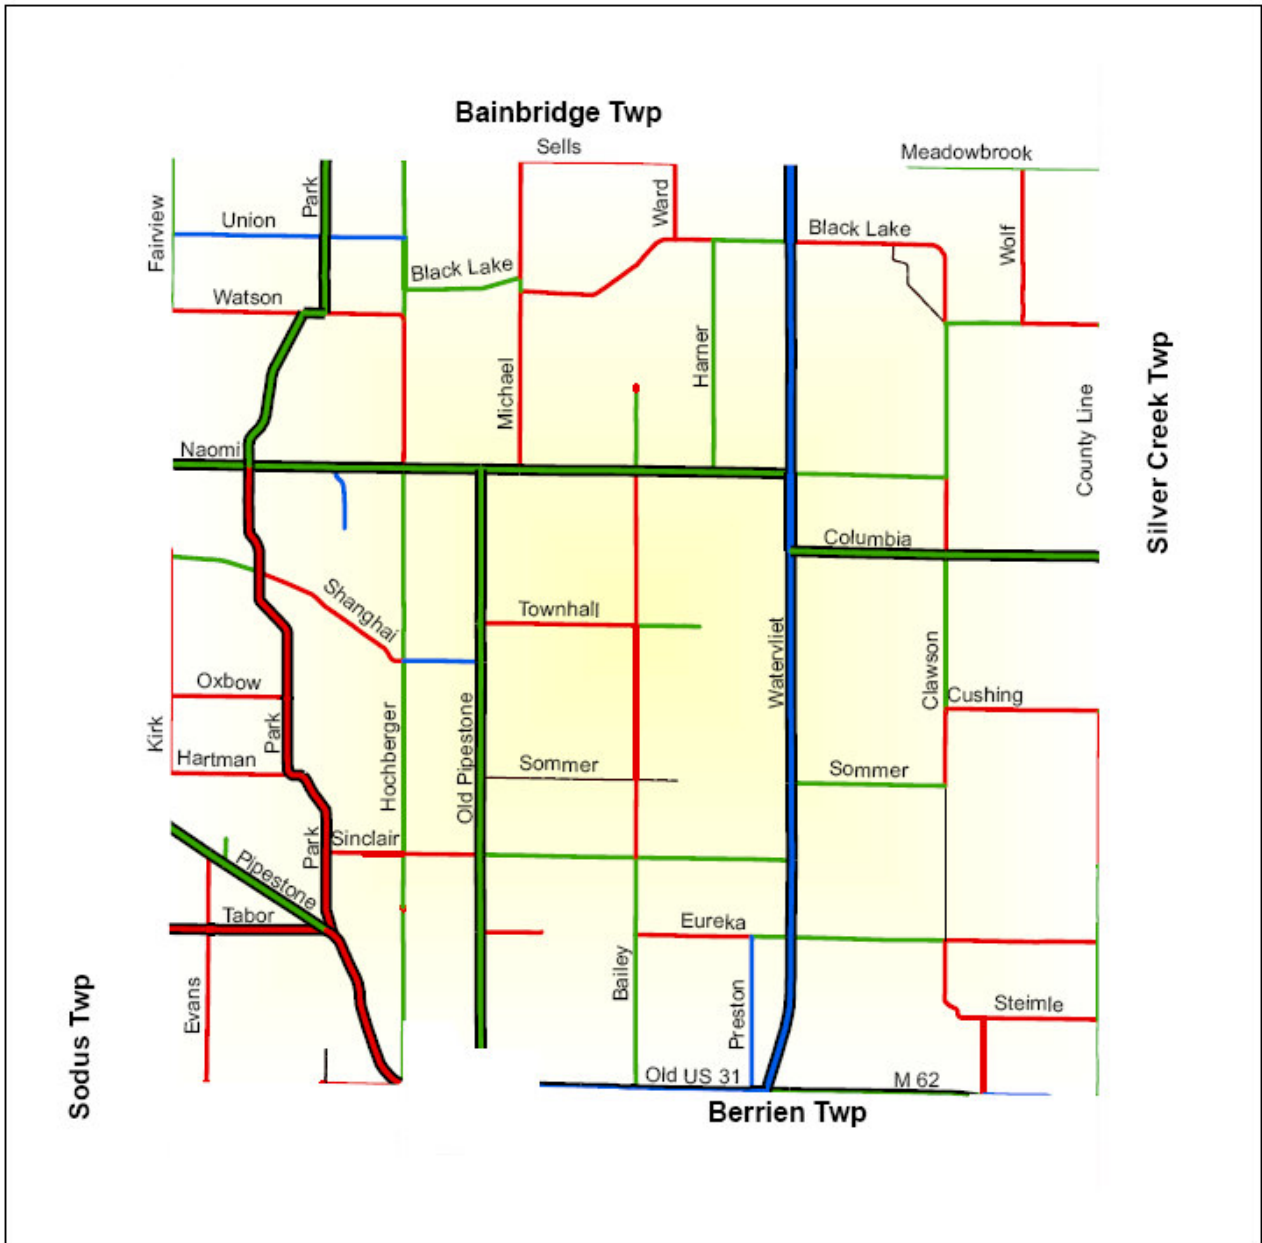 Bainbridge Twp
Sells
Meadowbrook
Fairview
Union
Park
Ward
Black Lake
Wolf
Black Lake
Watson
Michael
Harner
County Line
Silver Creek Twp
Naomi
Columbia
Shanghai
Townhall
Watervliet
Clawson
Oxbow
Cushing
Kirk
Park
Hochberger
Old Pipestone
Hartman
Sommer
Sommer
Park
Sinclair
Pipestone
Tabor
Eureka
Bailey
Preston
Evans
Steimle
Sodus Twp
Old US 31
M 62
Berrien Twp